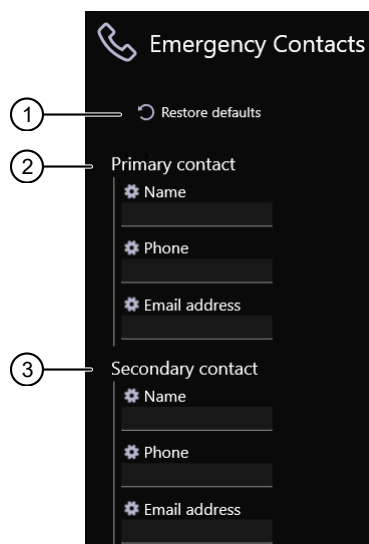 Emergency Contacts
1
Restore defaults
2
Primary contact
Name
Phone
Email address
3
Secondary contact
Name
Phone
Email address